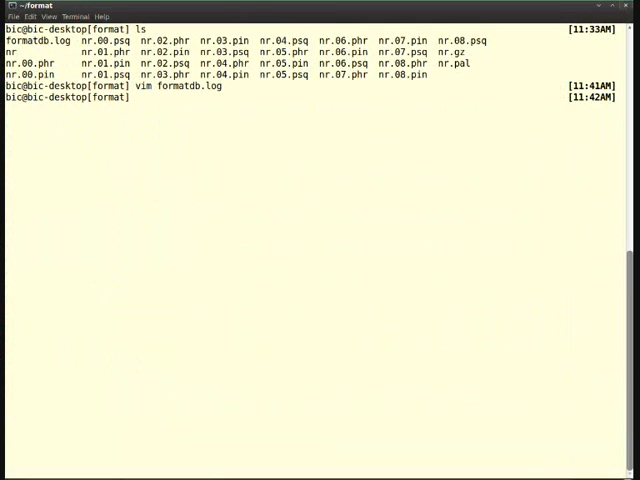 ~/format
File Edit View Terminal Help
bic@bic-desktop[format] ls [11:33AM]
formatdb.log nr.00.psq nr.02.phr nr.03.pin nr.04.psq nr.06.phr nr.07.pin nr.08.psq
nr nr.01.phr nr.02.pin nr.03.psq nr.05.phr nr.06.pin nr.07.psq nr.gz
nr.00.phr nr.01.pin nr.02.psq nr.04.phr nr.05.pin nr.06.psq nr.08.phr nr.pal
nr.00.pin nr.01.psq nr.03.phr nr.04.pin nr.05.psq nr.07.phr nr.08.pin
bic@bic-desktop[format] vim formatdb.log [11:41AM]
bic@bic-desktop[format] [11:42AM]